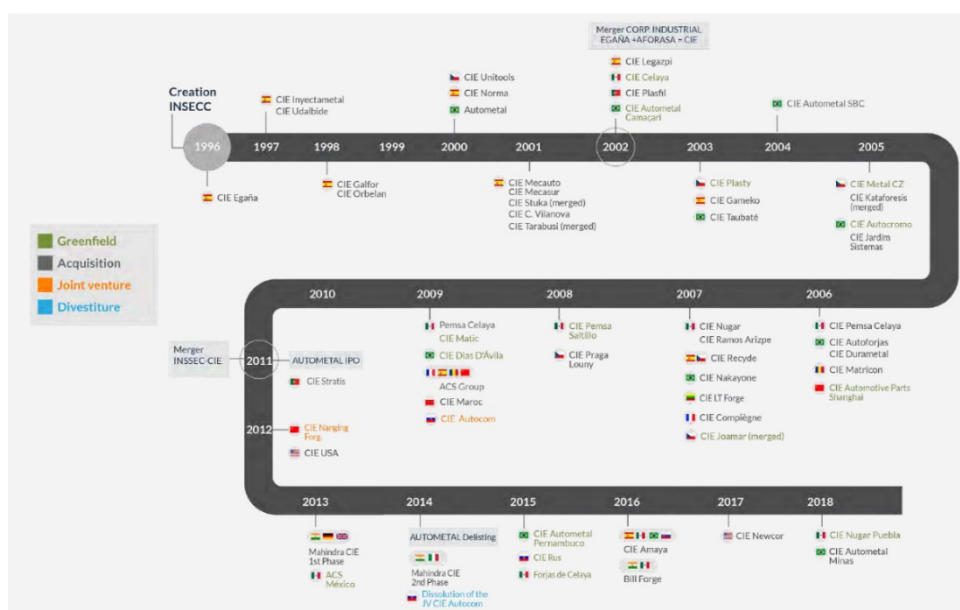 Merger CORP. INDUSTRIAL
EGAÑA +AFORASA = CIE
Creation
INSECC
CIE Inyectametal
CIE Udalbide
CIE Unitools
CIE Norma
Autometal
CIE Legazpi
CIE Celaya
CIE Plasfil
CIE Autometal
Camaçari
CIE Autometal SBC
1996
1997
1998
1999
2000
2001
2002
2003
2004
2005
CIE Egaña
CIE Galfor
CIE Orbelan
CIE Mecauto
CIE Mecasur
CIE Stuka (merged)
CIE C. Vilanova
CIE Tarabusi (merged)
CIE Plasty
CIE Gameko
CIE Taubaté
CIE Metal CZ
CIE Kataforesis
(merged)
CIE Autocromo
CIE Jardim
Sistemas
Greenfield
Acquisition
Joint venture
Divestiture
2010
2009
2008
2007
2006
Merger
INSSEC-CIE
2011
AUTOMETAL IPO
CIE Stratis
2012
CIE Nanging
Forg.
CIE USA
Pemsa Celaya
CIE Matic
CIE Dias D'Ávila
ACS Group
CIE Maroc
CIE Autocom
CIE Pemsa
Saltillo
CIE Praga
Louny
CIE Nugar
CIE Ramos Arizpe
CIE Recyde
CIE Nakayone
CIE LT Forge
CIE Compiègne
CIE Joamar (merged)
CIE Pemsa Celaya
CIE Autoforjas
CIE Durametal
CIE Matricon
CIE Automotive Parts
Shanghai
2013
2014
2015
2016
2017
2018
Mahindra CIE
1st Phase
ACS
México
AUTOMETAL Delisting
Mahindra CIE
2nd Phase
Dissolution of the
JV CIE Autocom
CIE Autometal
Pernambuco
CIE Rus
Forjas de Celaya
CIE Amaya
Bill Forge
CIE Newcor
CIE Nugar Puebla
CIE Autometal
Minas